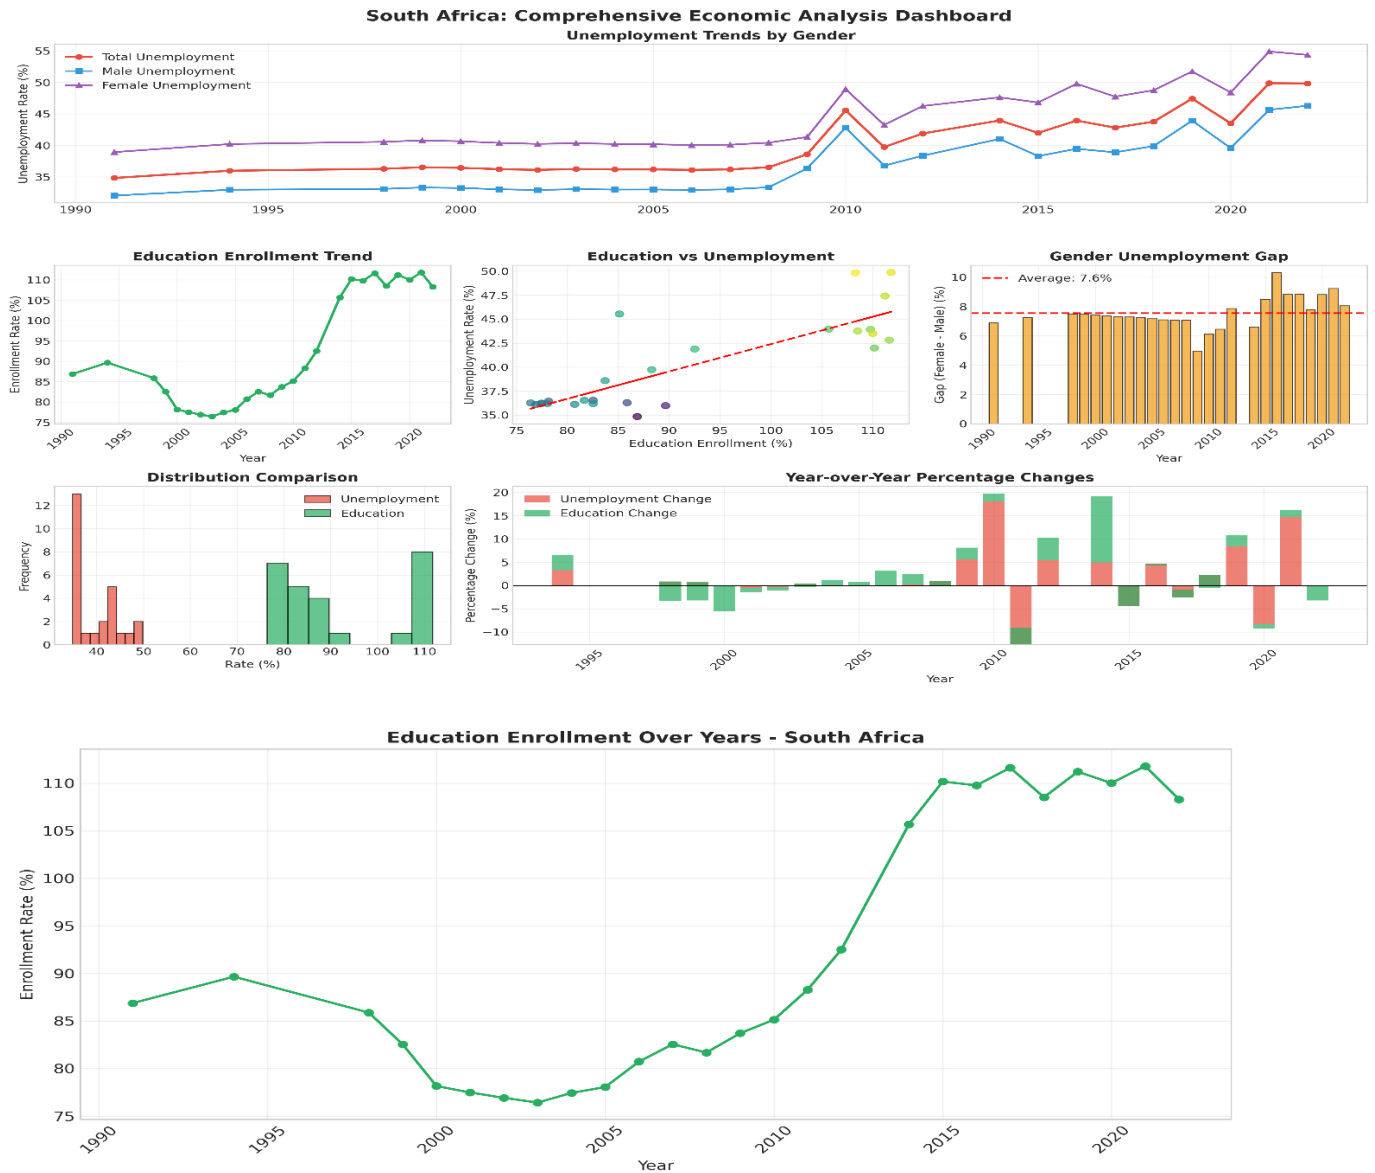 South Africa: Comprehensive Economic Analysis Dashboard
Unemployment Trends by Gender
Unemployment Rate (%)
55
50
45
40
35
Total Unemployment
Male Unemployment
Female Unemployment
1990 1995 2000 2005 2010 2015 2020
Education Enrollment Trend
Enrollment Rate (%)
110
105
100
95
90
85
80
75
1990 1995 2000 2005 2010 2015 2020
Year
Education vs Unemployment
Unemployment Rate (%)
50.0
47.5
45.0
42.5
40.0
37.5
35.0
75 80 85 90 95 100 105 110
Education Enrollment (%)
Gender Unemployment Gap
Gap (Female - Male) (%)
10
8
6
4
2
0
Average: 7.6%
1990 1995 2000 2005 2010 2015 2020
Year
Distribution Comparison
Frequency
12
10
8
6
4
2
0
Unemployment
Education
40 50 60 70 80 90 100 110
Rate (%)
Year-over-Year Percentage Changes
Percentage Change (%)
20
15
10
5
0
−5
−10
Unemployment Change
Education Change
1995 2000 2005 2010 2015 2020
Year
Education Enrollment Over Years - South Africa
Enrollment Rate (%)
110
105
100
95
90
85
80
75
1990 1995 2000 2005 2010 2015 2020
Year